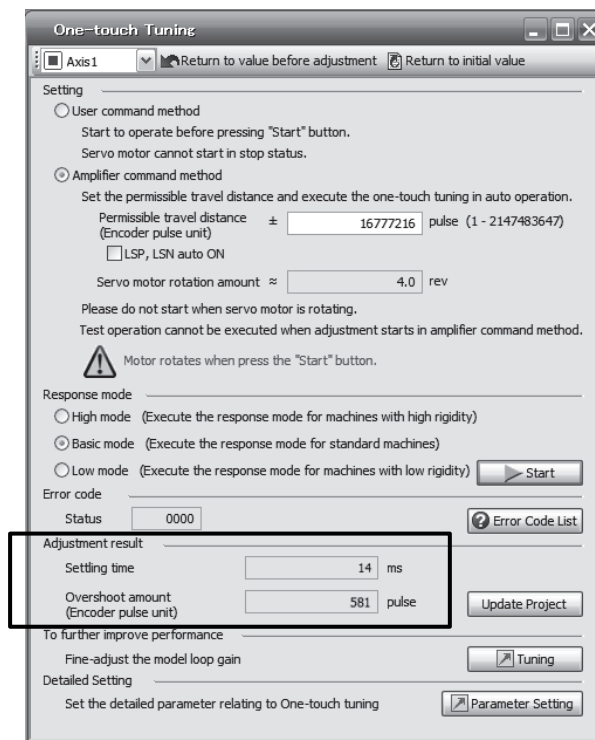 One-touch Tuning
Axis1 Return to value before adjustment Return to initial value
Setting
User command method
Start to operate before pressing "Start" button.
Servo motor cannot start in stop status.
Amplifier command method
Set the permissible travel distance and execute the one-touch tuning in auto operation.
Permissible travel distance
(Encoder pulse unit) ± 16777216 pulse (1 - 2147483647)
LSP, LSN auto ON
Servo motor rotation amount ≈ 4.0 rev
Please do not start when servo motor is rotating.
Test operation cannot be executed when adjustment starts in amplifier command method.
Motor rotates when press the "Start" button.
Response mode
High mode (Execute the response mode for machines with high rigidity)
Basic mode (Execute the response mode for standard machines)
Low mode (Execute the response mode for machines with low rigidity) Start
Error code
Status 0000 Error Code List
Adjustment result
Settling time 14 ms
Overshoot amount
(Encoder pulse unit) 581 pulse Update Project
To further improve performance
Fine-adjust the model loop gain Tuning
Detailed Setting
Set the detailed parameter relating to One-touch tuning Parameter Setting